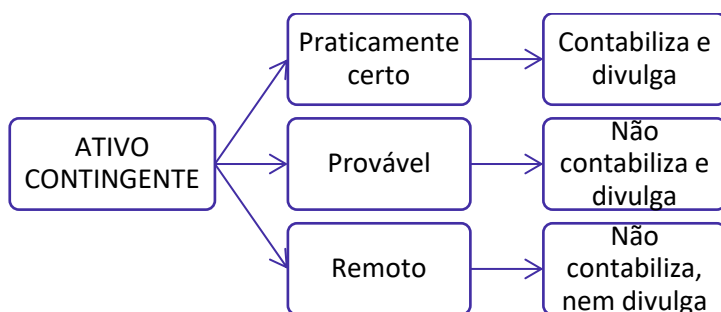 ATIVO
CONTINGENTE
Praticamente
certo
Contabiliza e
divulga
Provável
Não
contabiliza e
divulga
Remoto
Não
contabiliza,
nem divulga